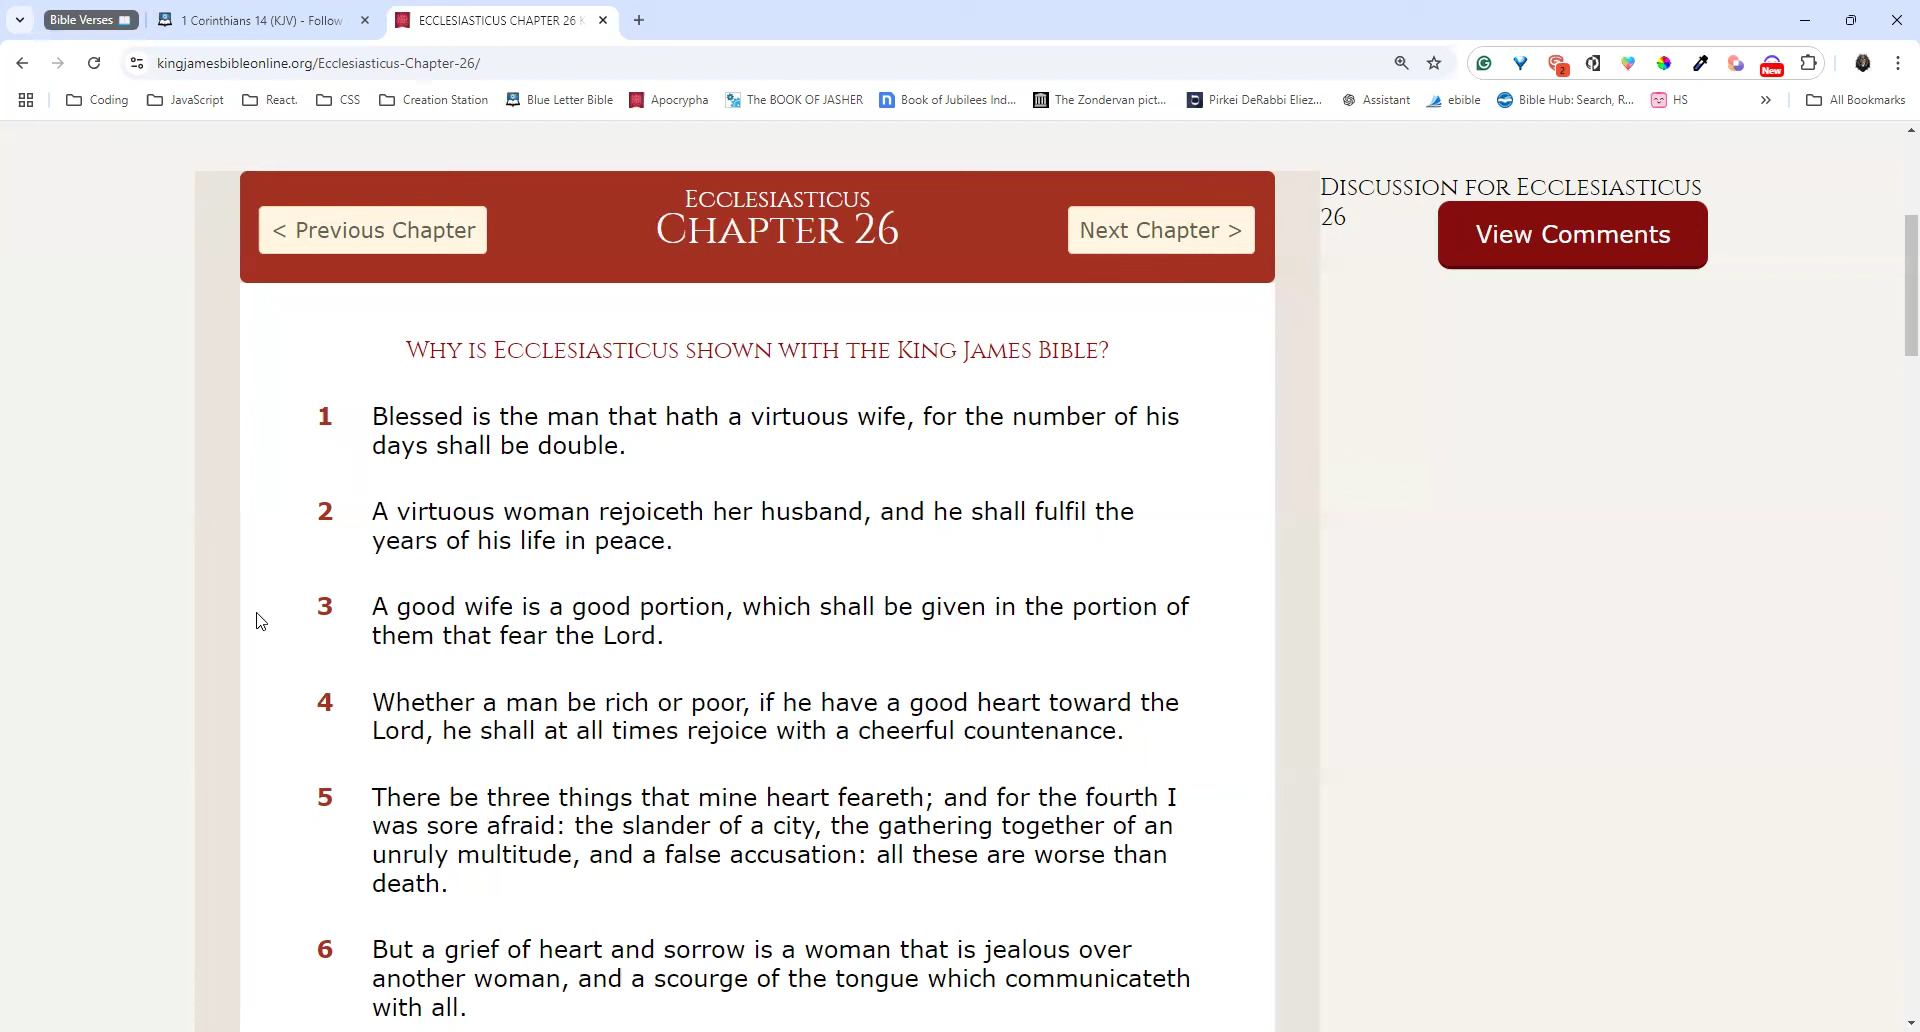 Bible Verses
1 Corinthians 14 (KJV) - Follow
ECCLESIASTICUS CHAPTER 26 K
kingjamesbibleonline.org/Ecclesiasticus-Chapter-26/
2
New
Coding
JavaScript
React.
CSS
Creation Station
Blue Letter Bible
Apocrypha
The BOOK OF JASHER
Book of Jubilees Ind...
The Zondervan pict...
Pirkei DeRabbi Eliez...
Assistant
ebible
Bible Hub: Search, R...
HS
»
All Bookmarks
< Previous Chapter
Ecclesiasticus
Chapter 26
Next Chapter >
Discussion for Ecclesiasticus
26
View Comments
Why is Ecclesiasticus shown with the King James Bible?
1 Blessed is the man that hath a virtuous wife, for the number of his
days shall be double.
2 A virtuous woman rejoiceth her husband, and he shall fulfil the
years of his life in peace.
3 A good wife is a good portion, which shall be given in the portion of
them that fear the Lord.
4 Whether a man be rich or poor, if he have a good heart toward the
Lord, he shall at all times rejoice with a cheerful countenance.
5 There be three things that mine heart feareth; and for the fourth I
was sore afraid: the slander of a city, the gathering together of an
unruly multitude, and a false accusation: all these are worse than
death.
6 But a grief of heart and sorrow is a woman that is jealous over
another woman, and a scourge of the tongue which communicateth
with all.